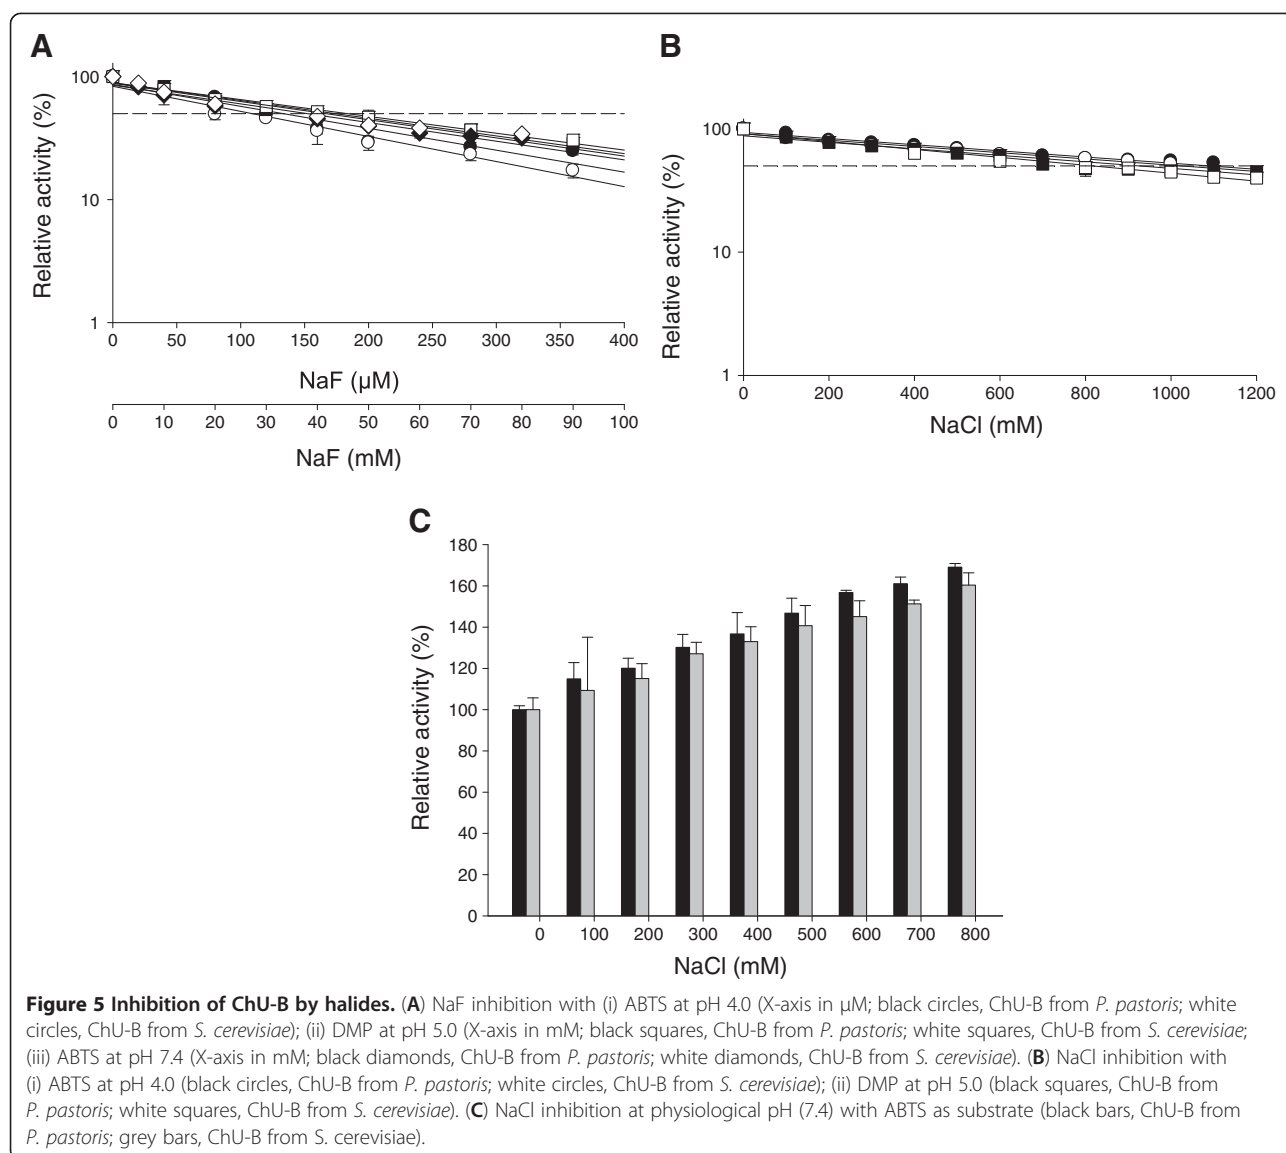 A
Relative activity (%)
100
10
1
0 50 100 150 200 250 300 350 400
NaF (µM)
0 10 20 30 40 50 60 70 80 90 100
NaF (mM)
B
Relative activity (%)
100
10
1
0 200 400 600 800 1000 1200
NaCl (mM)
C
Relative activity (%)
180
160
140
120
100
80
60
40
20
0
0 100 200 300 400 500 600 700 800
NaCl (mM)
Figure 5 Inhibition of ChU-B by halides. (A) NaF inhibition with (i) ABTS at pH 4.0 (X-axis in µM; black circles, ChU-B from P. pastoris; white
circles, ChU-B from S. cerevisiae); (ii) DMP at pH 5.0 (X-axis in mM; black squares, ChU-B from P. pastoris; white squares, ChU-B from S. cerevisiae;
(iii) ABTS at pH 7.4 (X-axis in mM; black diamonds, ChU-B from P. pastoris; white diamonds, ChU-B from S. cerevisiae). (B) NaCl inhibition with
(i) ABTS at pH 4.0 (black circles, ChU-B from P. pastoris; white circles, ChU-B from S. cerevisiae); (ii) DMP at pH 5.0 (black squares, ChU-B from
P. pastoris; white squares, ChU-B from S. cerevisiae). (C) NaCl inhibition at physiological pH (7.4) with ABTS as substrate (black bars, ChU-B from
P. pastoris; grey bars, ChU-B from S. cerevisiae).